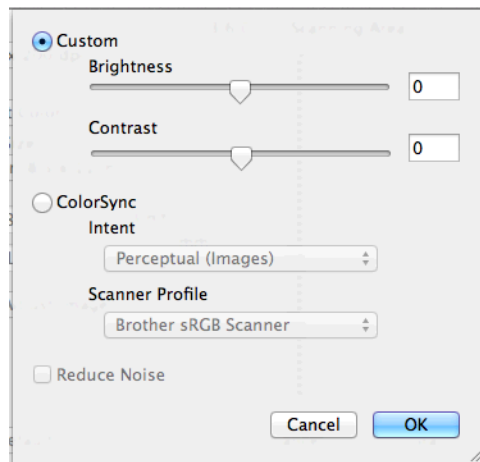 Custom
Brightness
0
Contrast
0
ColorSync
Intent
Perceptual (Images)
Scanner Profile
Brother sRGB Scanner
Reduce Noise
Cancel OK